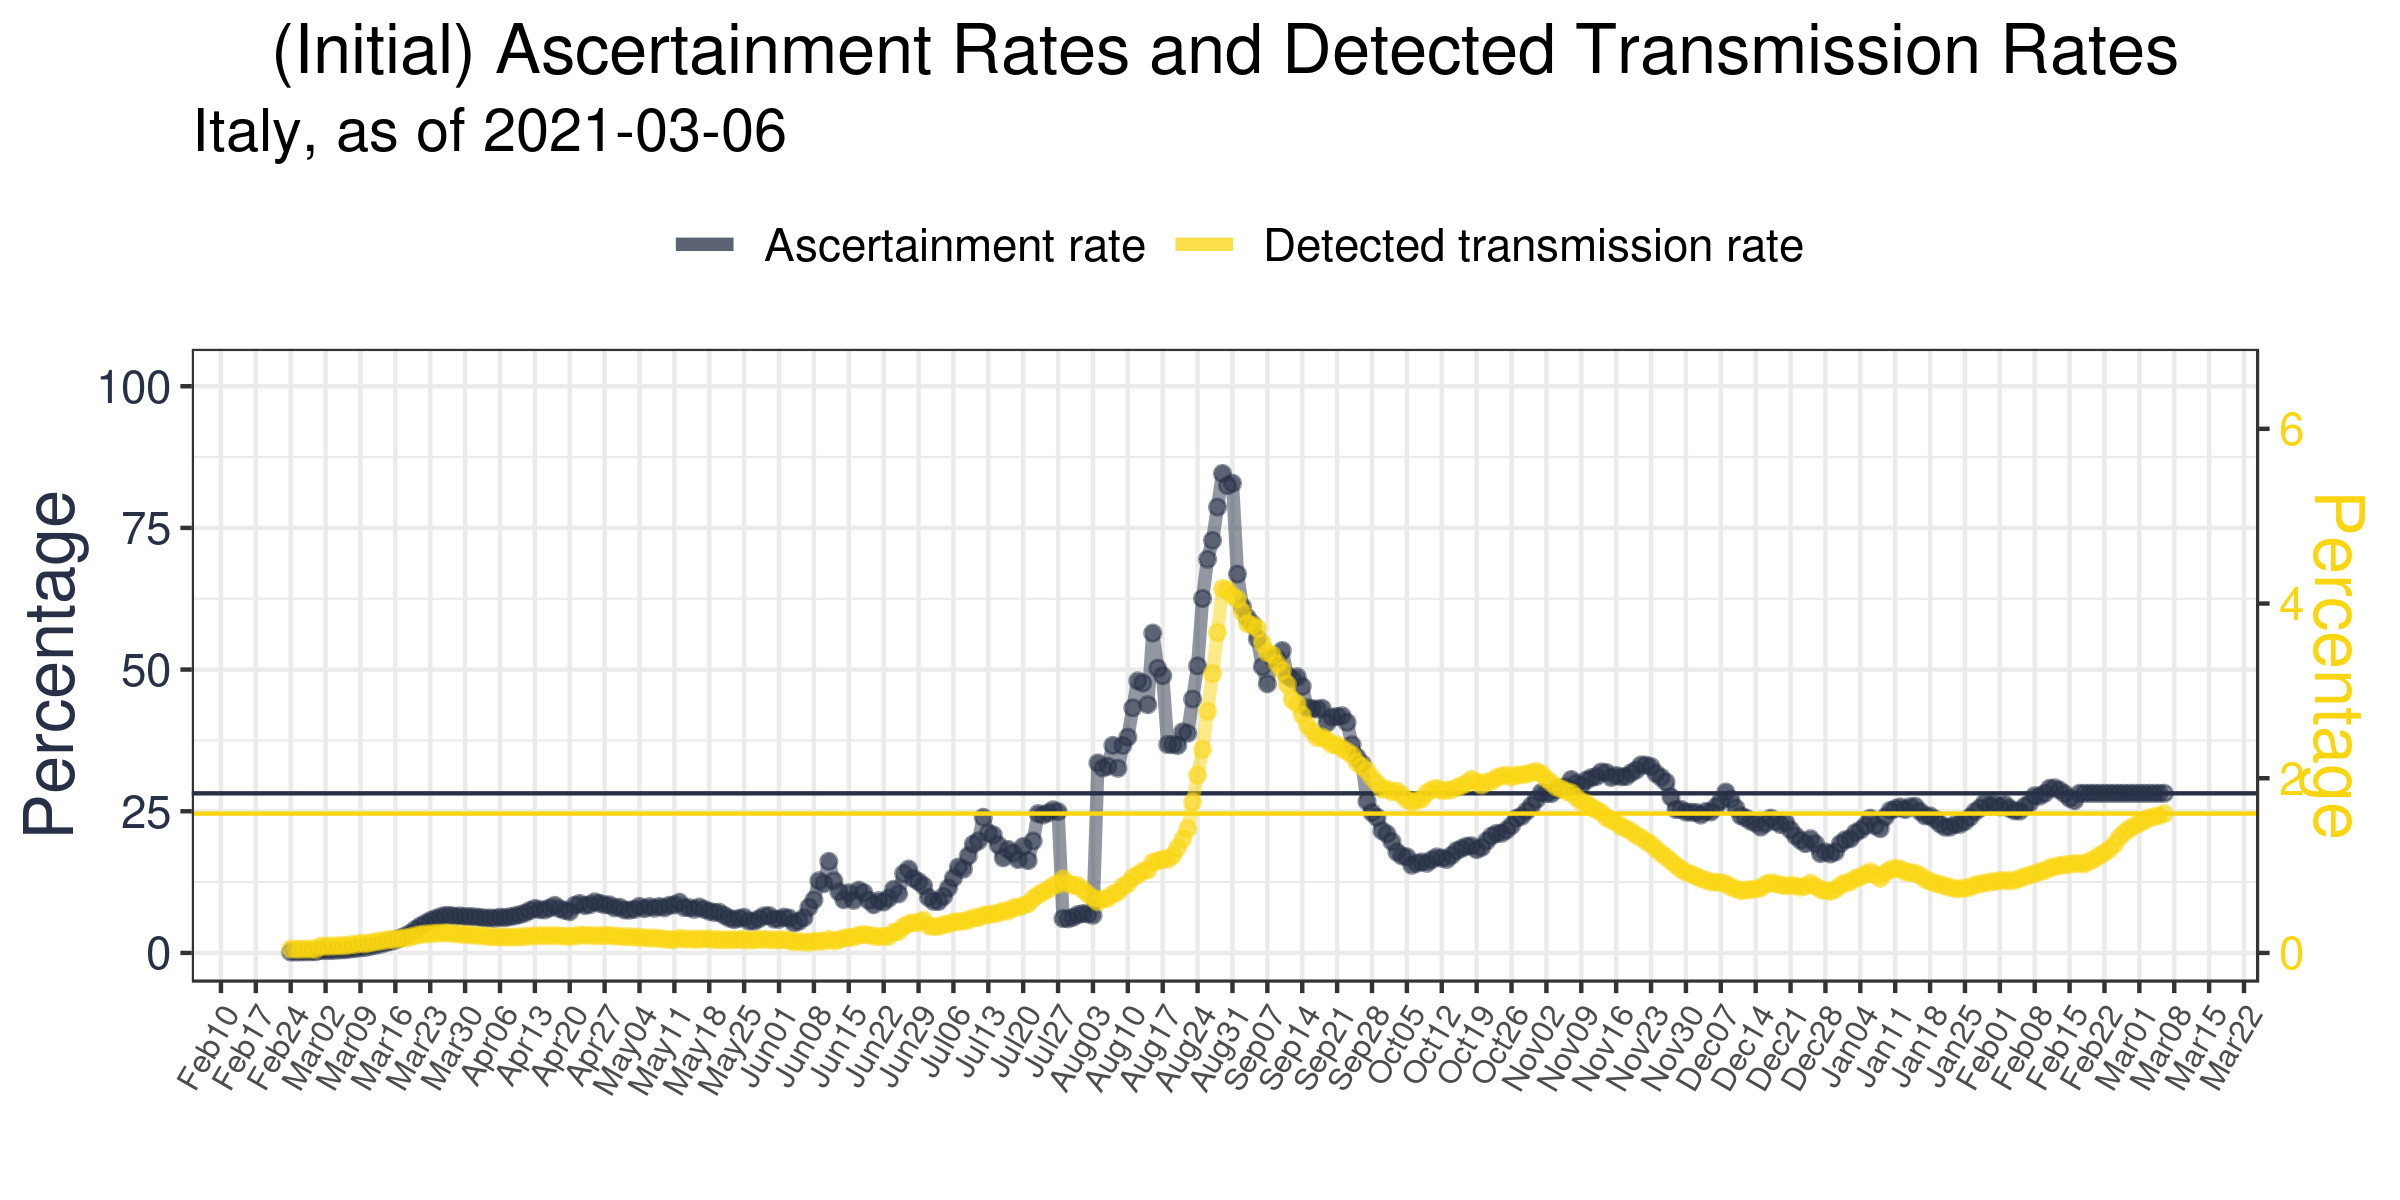 (Initial) Ascertainment Rates and Detected Transmission Rates
Italy, as of 2021-03-06
Ascertainment rate
Detected transmission rate
Percentage
100
75
50
25
0
6
4
2
0
Percentage
Feb10
Feb17
Feb24
Mar02
Mar09
Mar16
Mar23
Mar30
Apr06
Apr13
Apr20
Apr27
May04
May11
May18
May25
Jun01
Jun08
Jun15
Jun22
Jun29
Jul06
Jul13
Jul20
Jul27
Aug03
Aug10
Aug17
Aug24
Aug31
Sep07
Sep14
Sep21
Sep28
Oct05
Oct12
Oct19
Oct26
Nov02
Nov09
Nov16
Nov23
Nov30
Dec07
Dec14
Dec21
Dec28
Jan04
Jan11
Jan18
Jan25
Feb01
Feb08
Feb15
Feb22
Mar01
Mar08
Mar15
Mar22